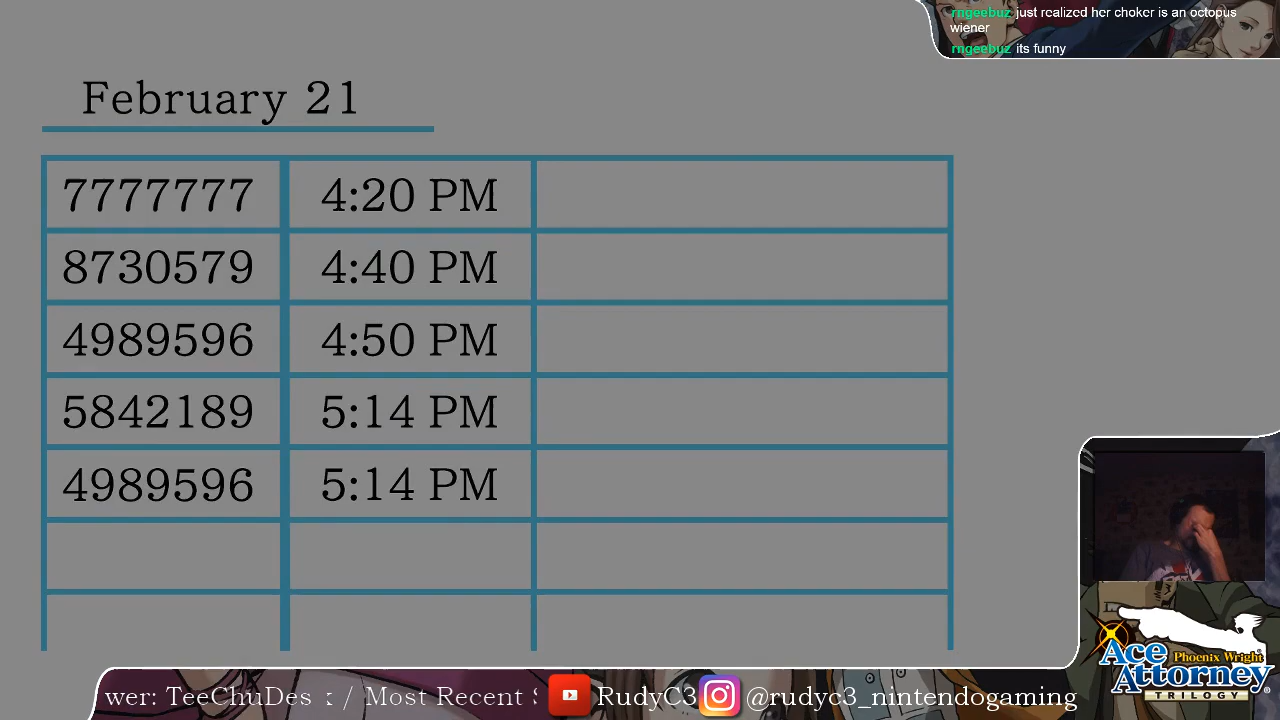 rngeebuz just realized her choker is an octopus
wiener
rngeebuz its funny
February 21
7777777 4:20 PM
8730579 4:40 PM
4989596 4:50 PM
5842189 5:14 PM
4989596 5:14 PM
Phoenix Wright
Ace
Attorney
TRILOGY
wer: TeeChuDes / Most Recent RudyC3 @rudyc3_nintendogaming